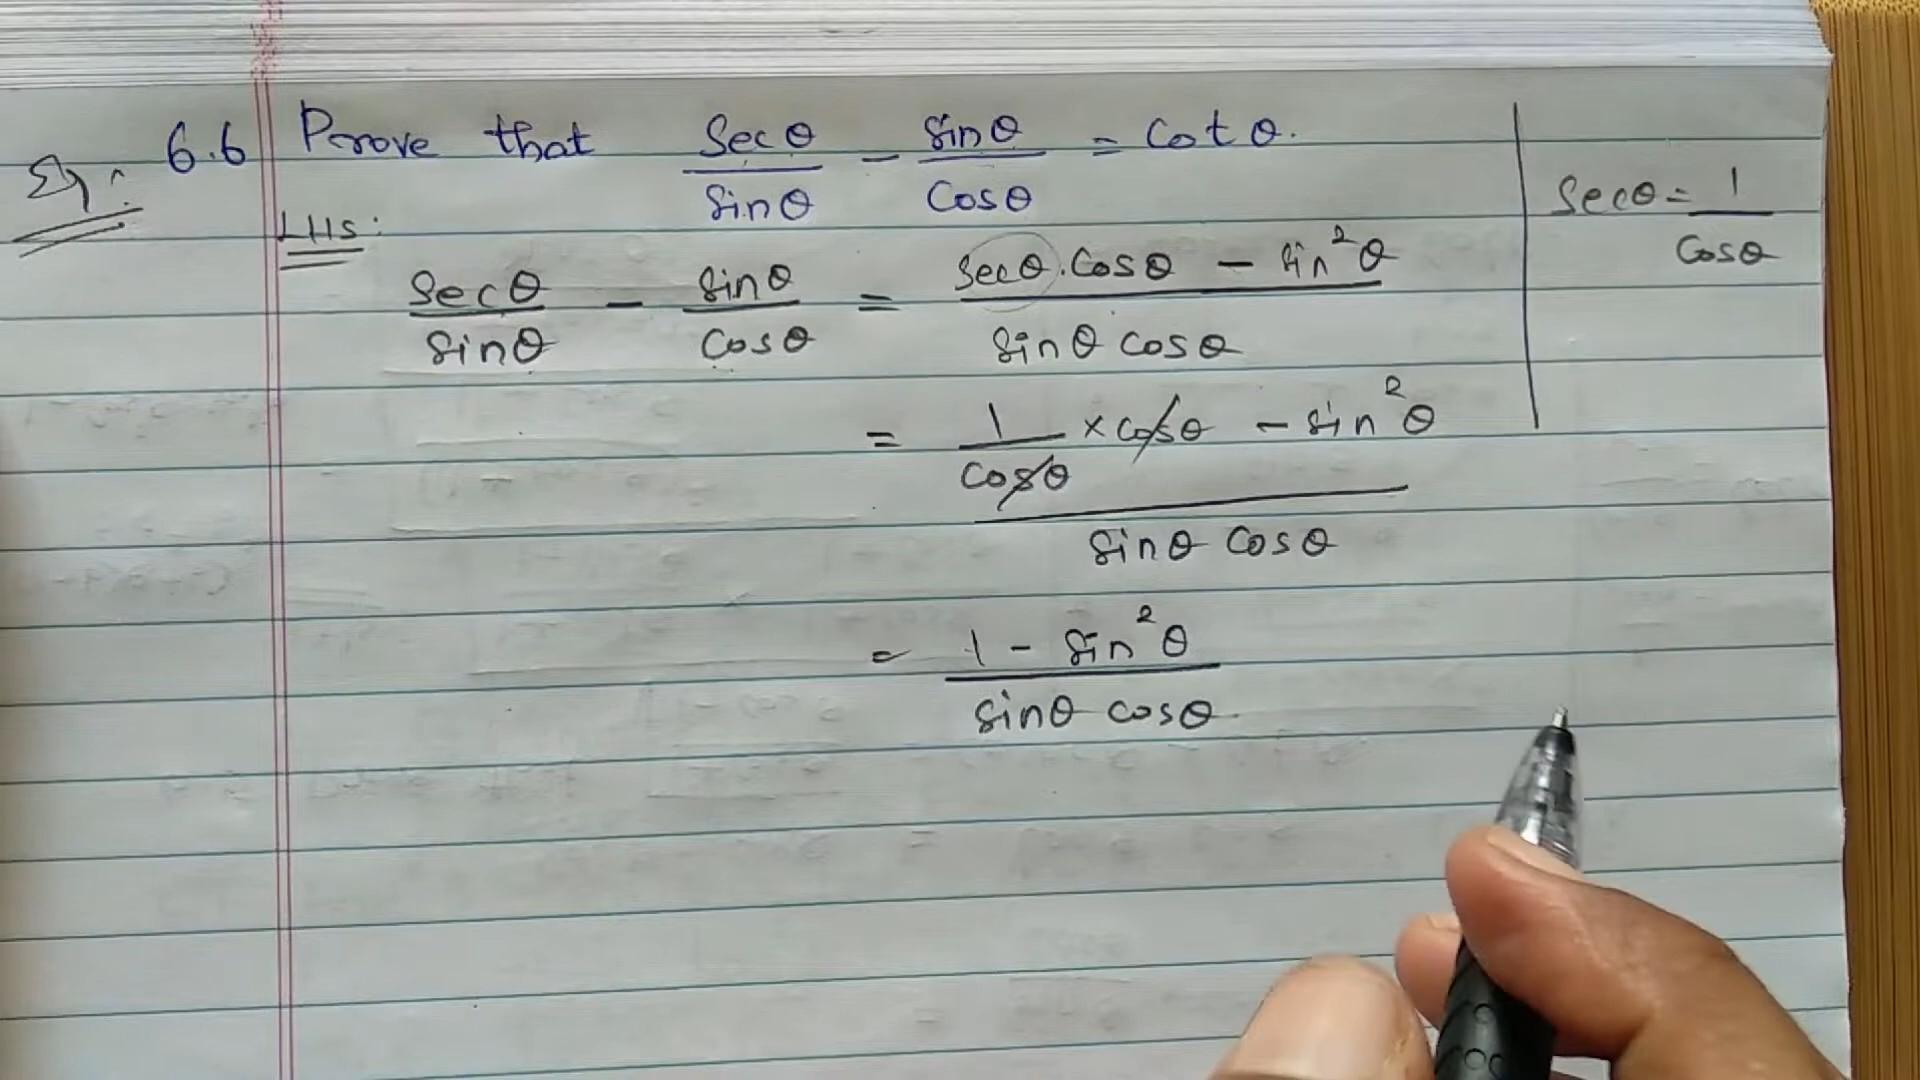 Eg: 6.6 Prove that secθ/sinθ - sinθ/cosθ = cotθ.
LHS:
secθ/sinθ - sinθ/cosθ = secθ.cosθ - sin²θ / sinθ cosθ
= 1/cosθ × cosθ - sin²θ / sinθ cosθ
= 1 - sin²θ / sinθ cosθ
secθ = 1/cosθ